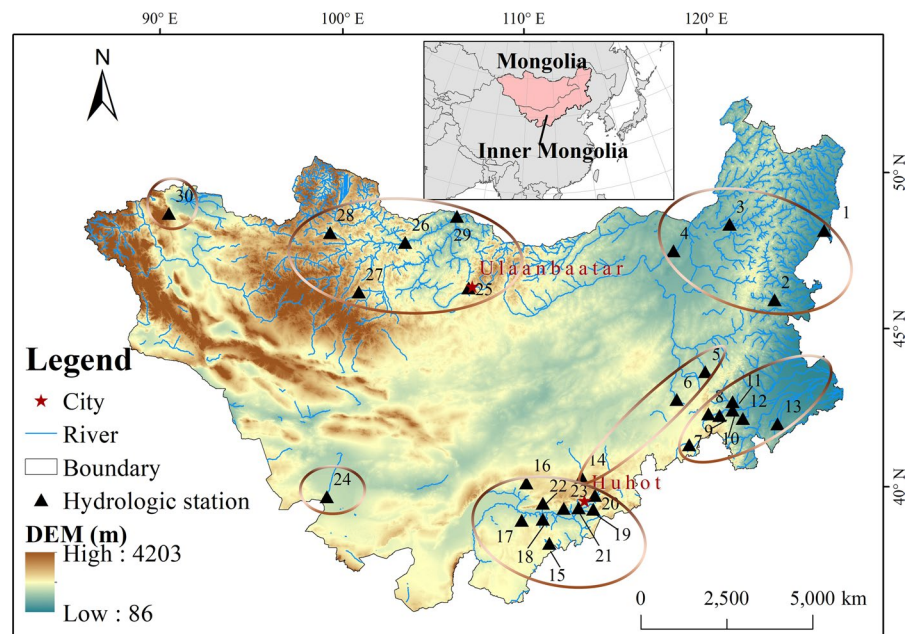 90° E 100° E 110° E 120° E
N
Mongolia
Inner Mongolia
50° N
45° N
40° N
30
28
26
29
27
25
Ulaanbaatar
3
1
4
2
5
6
8
11
12
13
9
10
7
14
Huhot
24
16
22
23
20
17
18
19
21
15
Legend
City
River
Boundary
Hydrologic station
DEM (m)
High : 4203
Low : 86
0 2,500 5,000 km